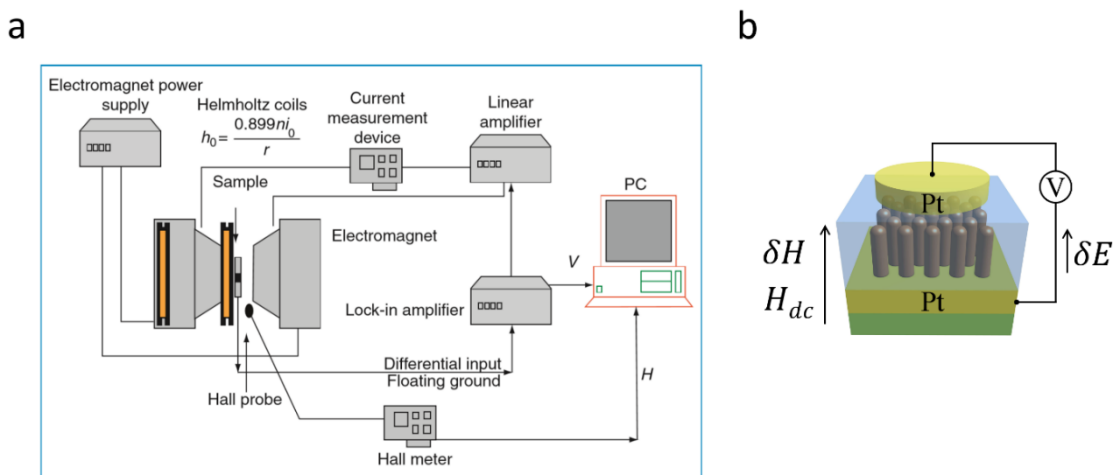 a
b
Electromagnet power
supply
Helmholtz coils
h₀ = 0.899ni₀ / r
Current
measurement
device
Linear
amplifier
Sample
PC
Electromagnet
V
Lock-in amplifier
Differential input
Floating ground
H
Hall probe
Hall meter
Pt
V
δH
δE
H_dc
Pt